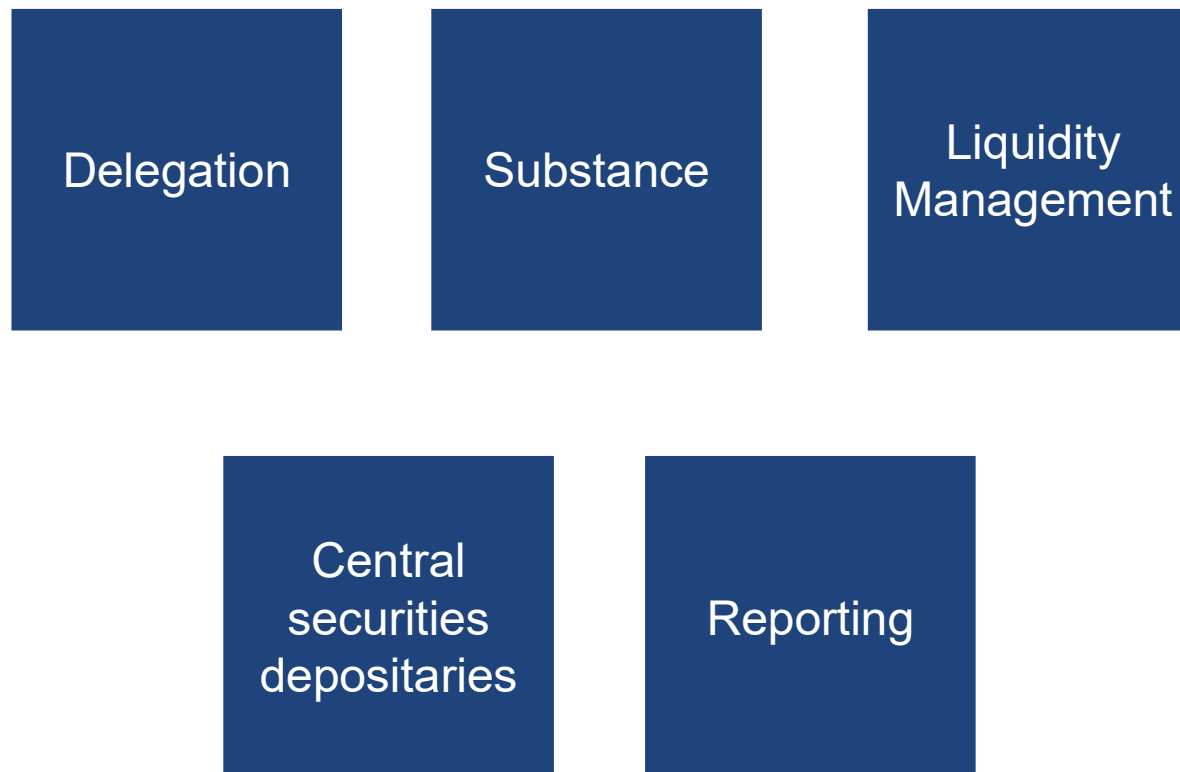 Delegation
Substance
Liquidity
Management
Central
securities
depositaries
Reporting